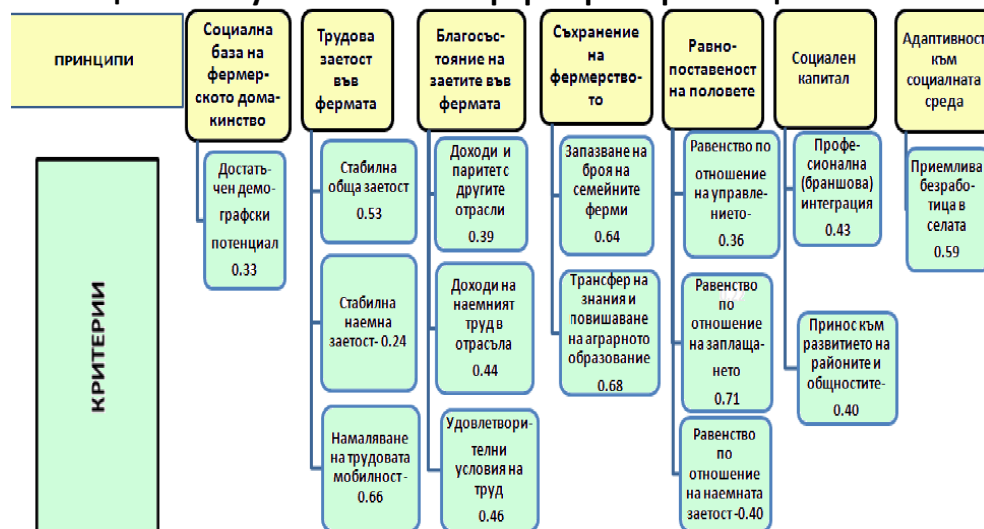 ПРИНЦИПИ
Социална
база на
фермер-
ското дома-
кинство
Трудова
заетост
във
фермата
Благосъс-
тояние на
заетите във
фермата
Съхранение
на
фермерство-
то
Равно-
поставеност
на половете
Социален
капитал
Адаптивност
към
социалната
среда
КРИТЕРИИ
Достатъ-
чен демо-
графски
потенциал
0.33
Стабилна
обща заетост
0.53
Стабилна
наемна
заетост- 0.24
Намаляване
на трудовата
мобилност-
0.66
Доходи и
паритет с
другите
отрасли
0.39
Доходи на
наемният
труд в
отрасъла
0.44
Удовлетвори-
телни
условия на
труд
0.46
Запазване на
броя на
семейните
ферми
0.64
Трансфер на
знания и
повишаване
на аграрното
образование
0.68
Равенство по
отношение
на управле-
нието-
0.36
Равенство
по
отношение
на заплаща-
нето
0.71
Равенство
по
отношение
на наемната
заетост -0.40
Профе-
сионална
(браншова)
интеграция
0.43
Принос към
развитието на
районите и
общностите-
0.40
Приемлива
безрабо-
тица в
селата
0.59